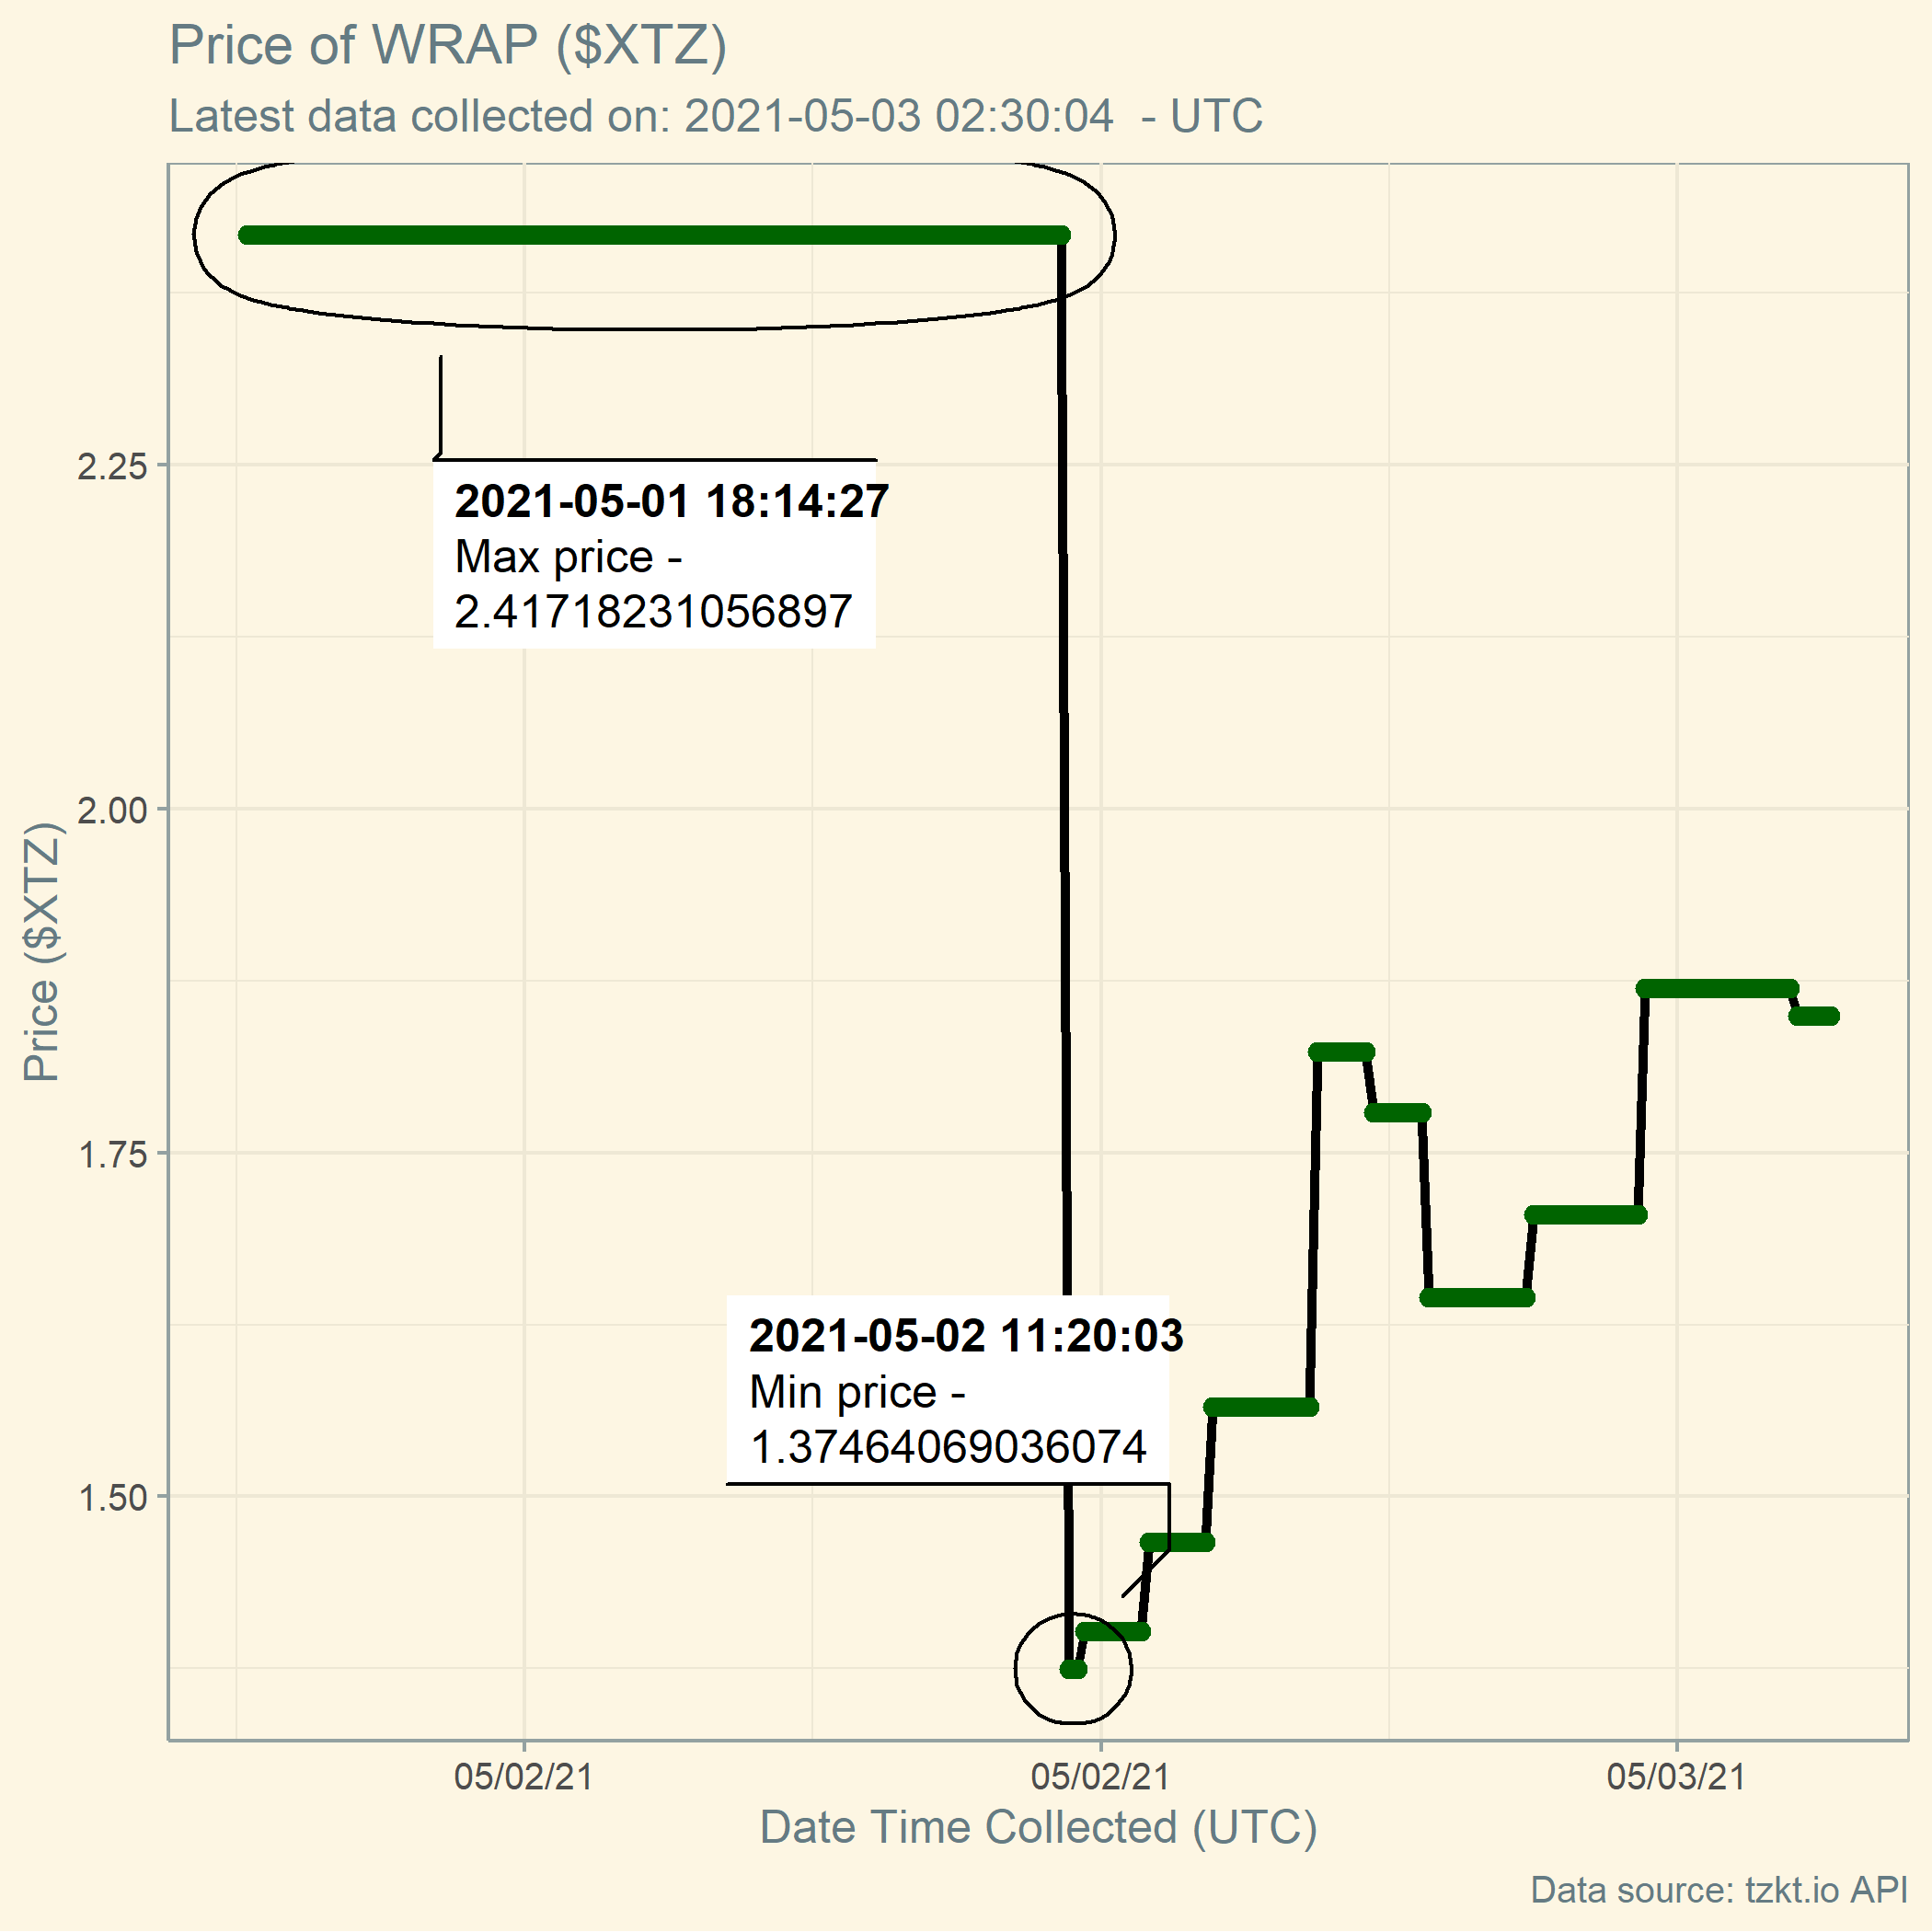 Price of WRAP ($XTZ)
Latest data collected on: 2021-05-03 02:30:04  - UTC
2021-05-01 18:14:27
Max price -
2.41718231056897
2021-05-02 11:20:03
Min price -
1.37464069036074
2.25
2.00
1.75
1.50
Price ($XTZ)
05/02/21
05/02/21
05/03/21
Date Time Collected (UTC)
Data source: tzkt.io API